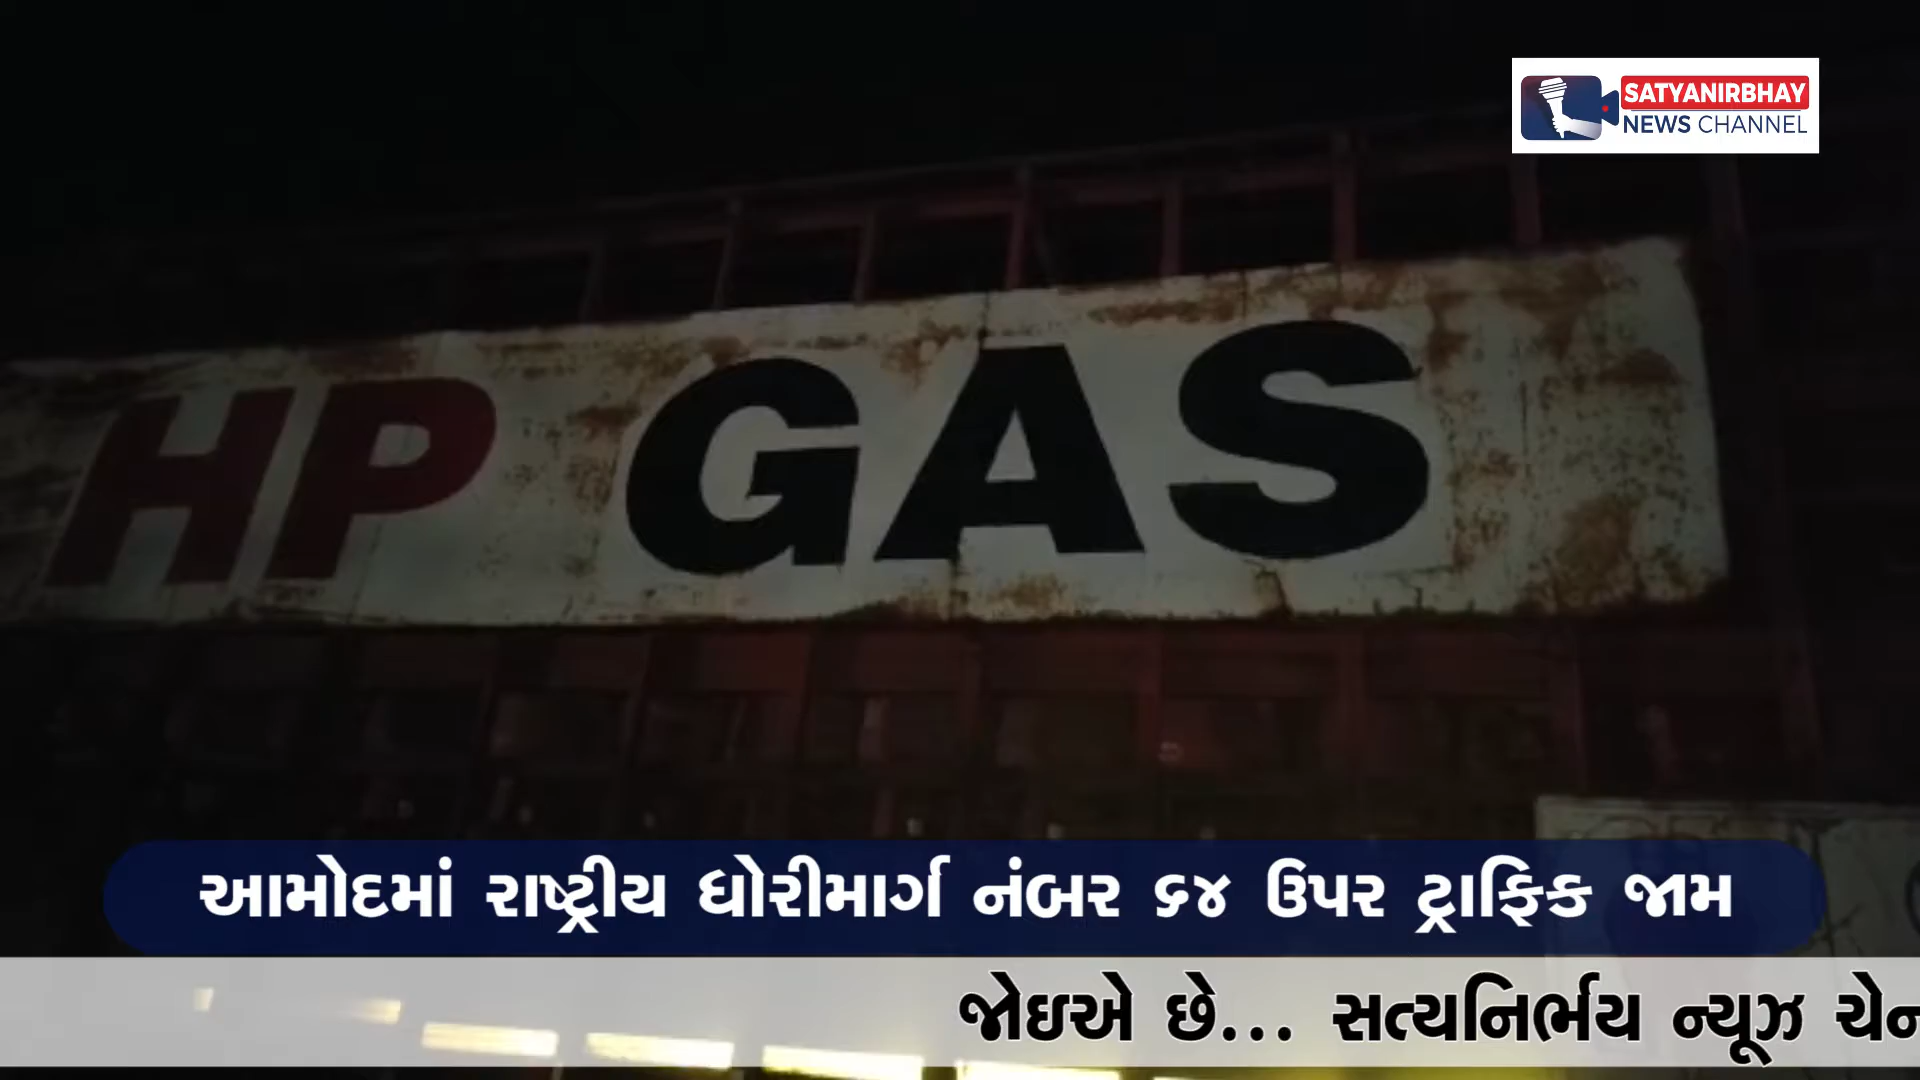 SATYANIRBHAY
NEWS CHANNEL
HP GAS
આમોદમાં રાષ્ટ્રીય ધોરીમાર્ગ નંબર ૬૪ ઉપર ટ્રાફિક જામ
જોઇએ છે... સત્યનિર્ભય ન્યૂઝ ચેન